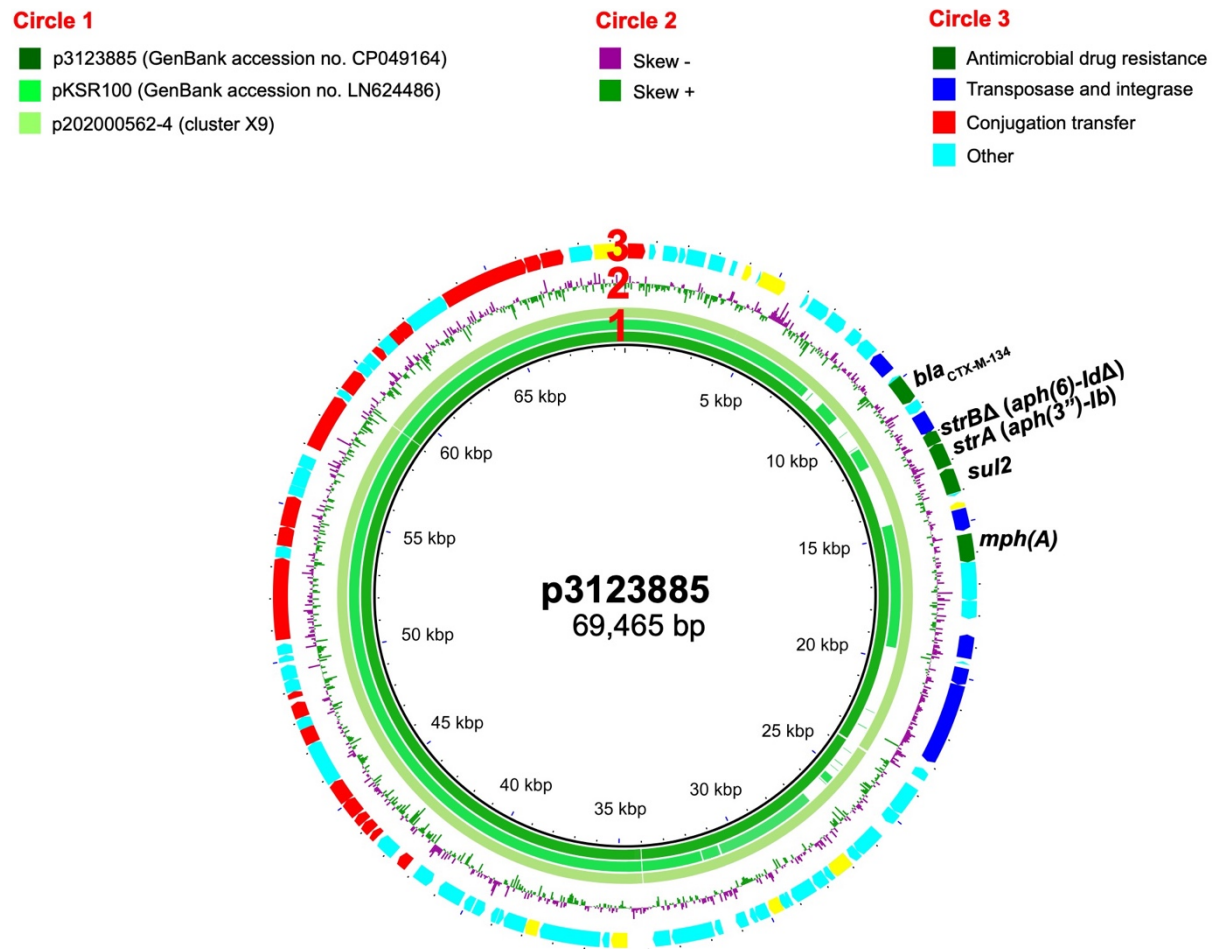 Circle 1
p3123885 (GenBank accession no. CP049164)
pKSR100 (GenBank accession no. LN624486)
p202000562-4 (cluster X9)
Circle 2
Skew -
Skew +
Circle 3
Antimicrobial drug resistance
Transposase and integrase
Conjugation transfer
Other
3
2
1
5 kbp
10 kbp
15 kbp
20 kbp
25 kbp
30 kbp
35 kbp
40 kbp
45 kbp
50 kbp
55 kbp
60 kbp
65 kbp
bla CTX-M-134
strBΔ (aph(6)-IdΔ)
strA (aph(3”)-Ib)
sul2
mph(A)
p3123885
69,465 bp